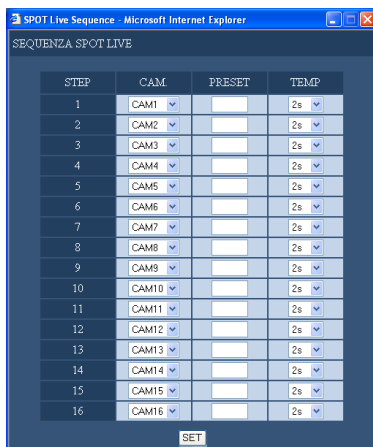 SPOT Live Sequence - Microsoft Internet Explorer
SEQUENZA SPOT LIVE
STEP CAM. PRESET TEMP
1 CAM1 2s
2 CAM2 2s
3 CAM3 2s
4 CAM4 2s
5 CAM5 2s
6 CAM6 2s
7 CAM7 2s
8 CAM8 2s
9 CAM9 2s
10 CAM10 2s
11 CAM11 2s
12 CAM12 2s
13 CAM13 2s
14 CAM14 2s
15 CAM15 2s
16 CAM16 2s
SET